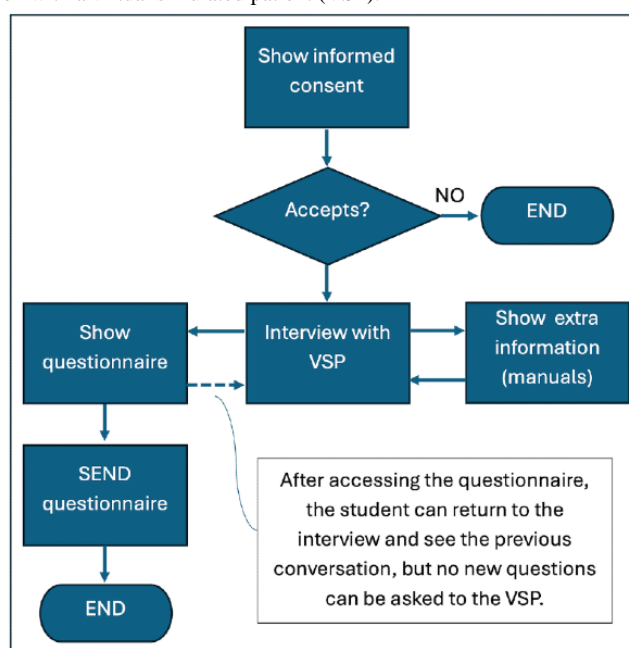 patient (VSP).
Show informed
consent
Accepts?
NO
END
Show
questionnaire
Interview with
VSP
Show extra
information
(manuals)
SEND
questionnaire
After accessing the questionnaire,
the student can return to the
interview and see the previous
conversation, but no new questions
can be asked to the VSP.
END